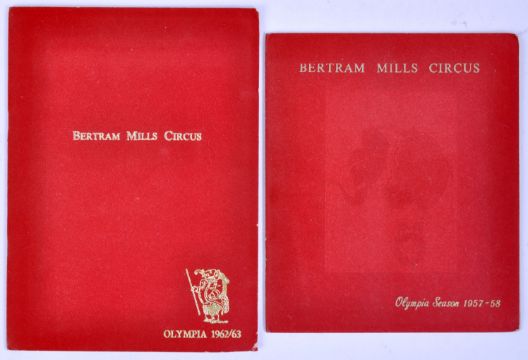 BERTRAM MILLS CIRCUS
OLYMPIA 1962/63
BERTRAM MILLS CIRCUS
Olympia Season 1957-58